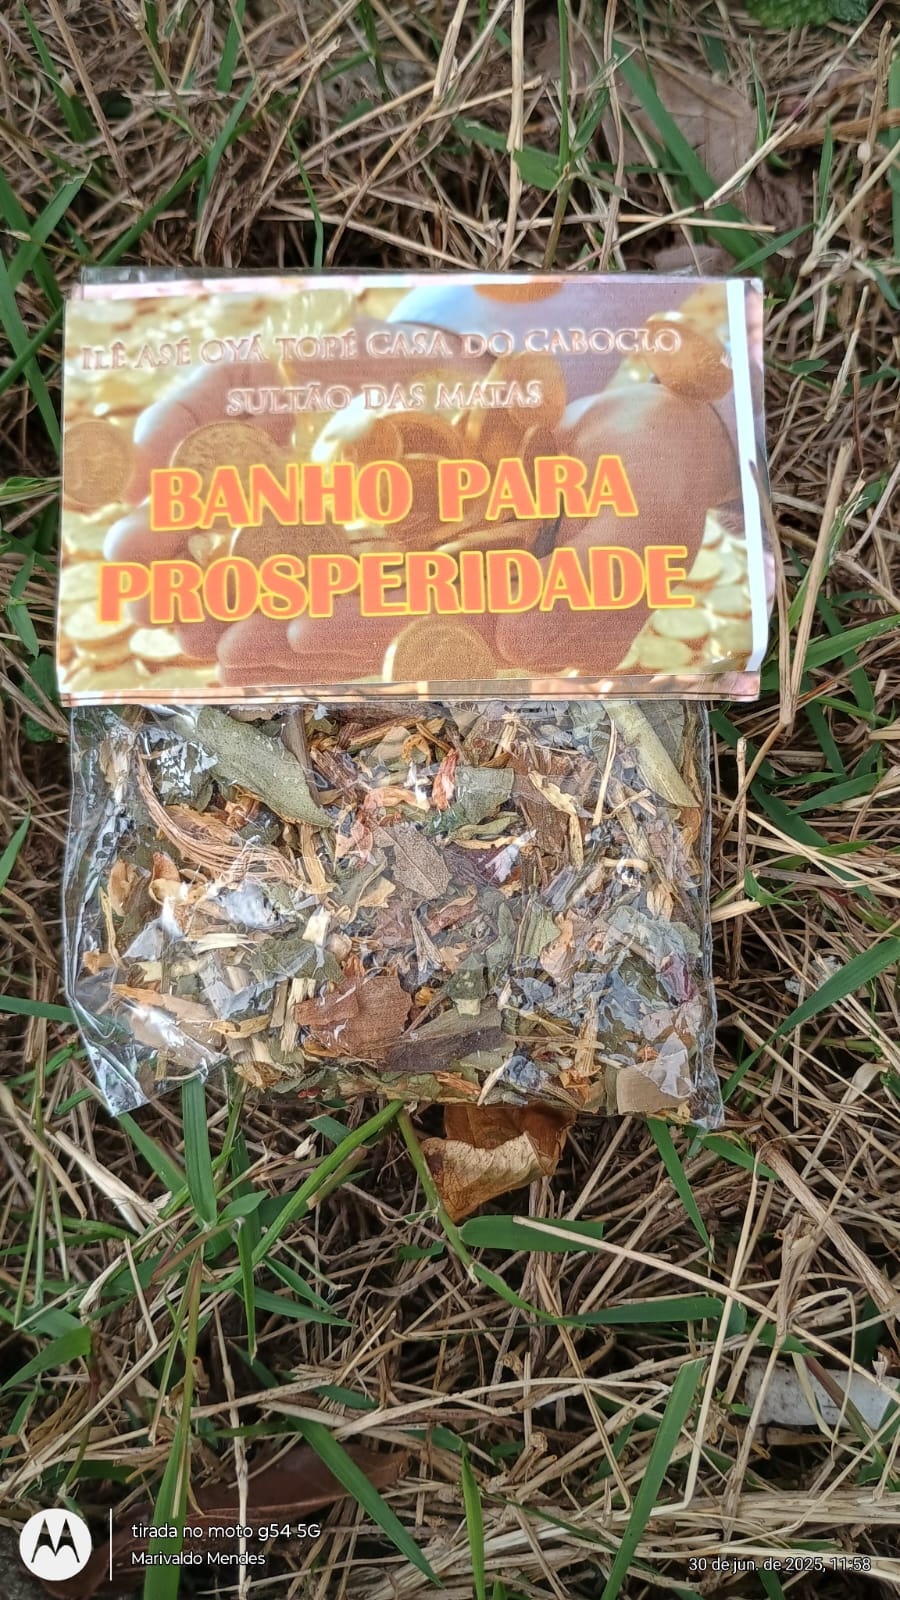 ILÊ ASÉ OYÁ TOPÉ CASA DO CABOCLO
SULTÃO DAS MATAS
BANHO PARA
PROSPERIDADE
tirada no moto g54 5G
Marivaldo Mendes
30 de jun. de 2025, 11:58